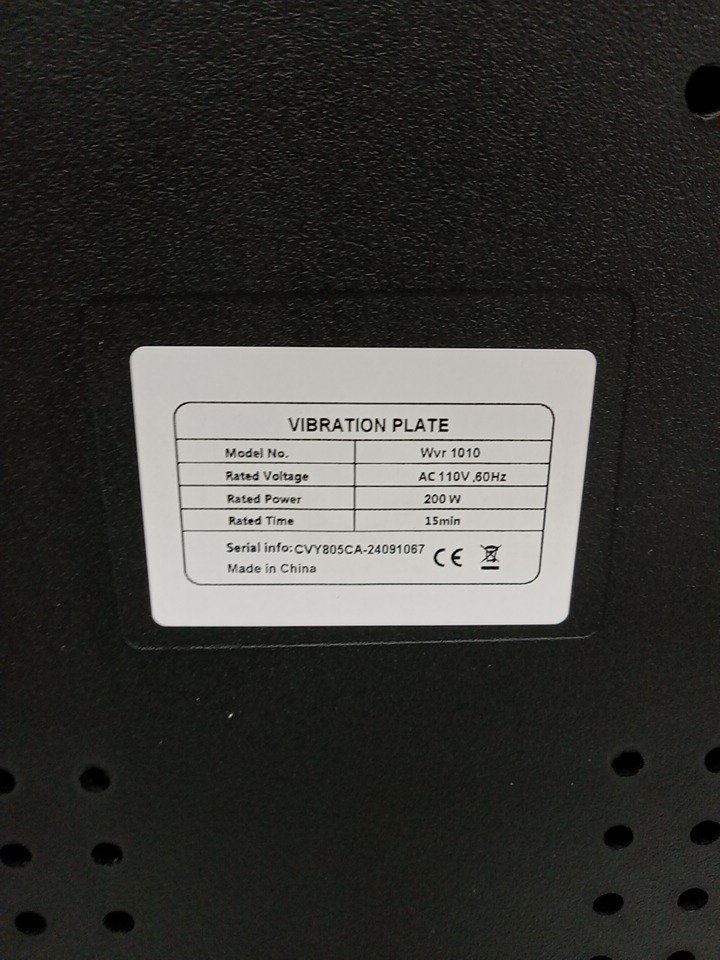 VIBRATION PLATE
Model No. Wvr 1010
Rated Voltage AC 110V ,60Hz
Rated Power 200 W
Rated Time 15min
Serial info: CVY805CA-24091067 CE
Made in China